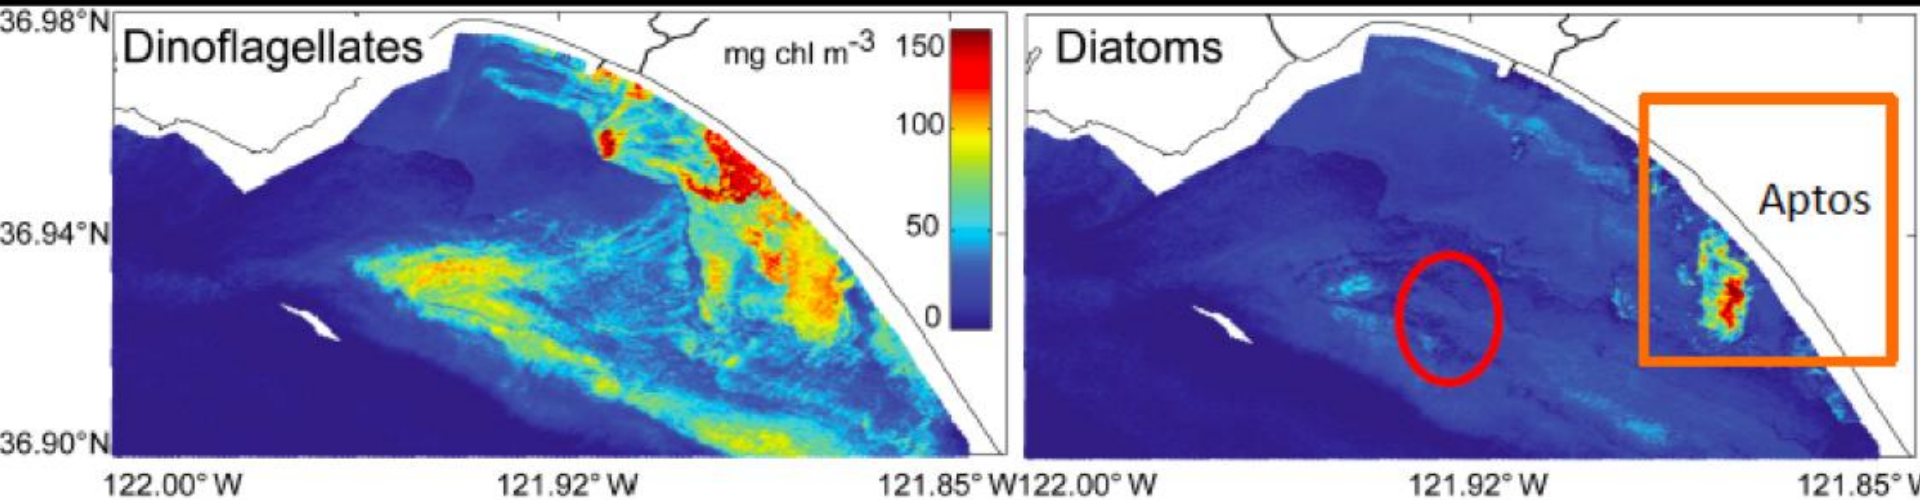 36.98°N
Dinoflagellates
mg chl m-3
150
100
50
0
Diatoms
Aptos
36.94°N
36.90°N
122.00°W
121.92°W
121.85°W
122.00°W
121.92°W
121.85°W